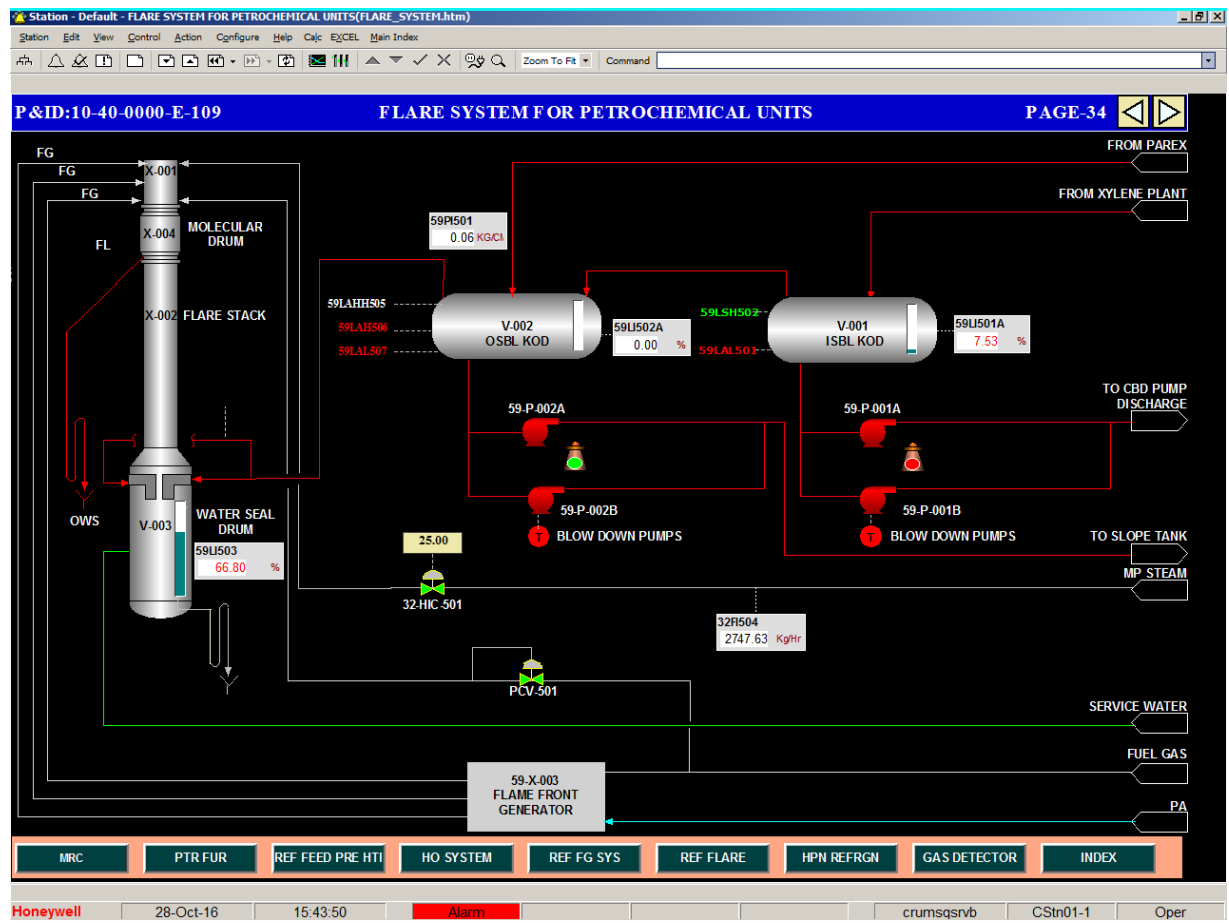 Station - Default - FLARE SYSTEM FOR PETROCHEMICAL UNITS(FLARE_SYSTEM.htm)
Station Edit View Control Action Configure Help Calc EXCEL Main Index
Zoom To Fit Command
P&ID:10-40-0000-E-109 FLARE SYSTEM FOR PETROCHEMICAL UNITS PAGE-34
FROM PAREX
FG
FG
X-001
FG
FROM XYLENE PLANT
59PI501
0.06 KG/C
MOLECULAR
DRUM
X-004
FL
59LAHH505
59LAH506
59LAL507
V-002
OSBL KOD
59LI502A
0.00 %
59LSH502
59LAL501
V-001
ISBL KOD
59LI501A
7.53 %
X-002 FLARE STACK
TO CBD PUMP
DISCHARGE
59-P-002A
59-P-001A
59-P-002B
59-P-001B
T BLOW DOWN PUMPS
T BLOW DOWN PUMPS
OWS
V-003
WATER SEAL
DRUM
59LI503
66.80 %
25.00
32-HIC-501
TO SLOPE TANK
MP STEAM
32FI504
2747.63 Kg/Hr
PCV-501
SERVICE WATER
FUEL GAS
59-X-003
FLAME FRONT
GENERATOR
PA
MRC PTR FUR REF FEED PRE HTI HO SYSTEM REF FG SYS REF FLARE HPN REFRGN GAS DETECTOR INDEX
Honeywell 28-Oct-16 15:43:50 Alarm crumsqsrvb CStn01-1 Oper